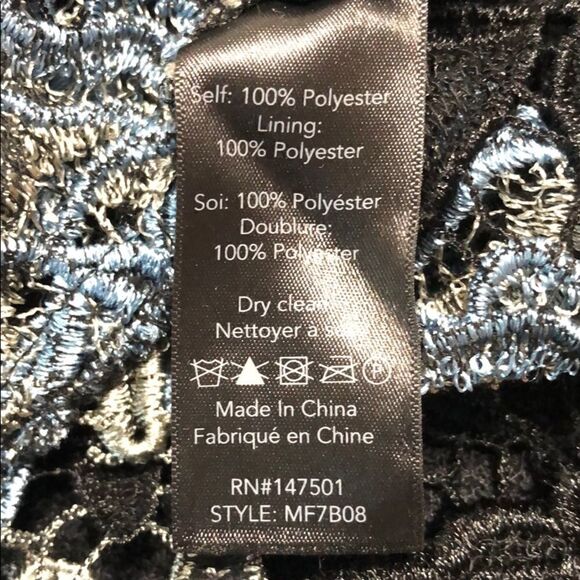 Self: 100% Polyester
Lining:
100% Polyester
Soi: 100% Polyéster
Doublure:
100% Polyester
Dry clean
Nettoyer à sec
P
Made In China
Fabriqué en Chine
RN#147501
STYLE: MF7B08